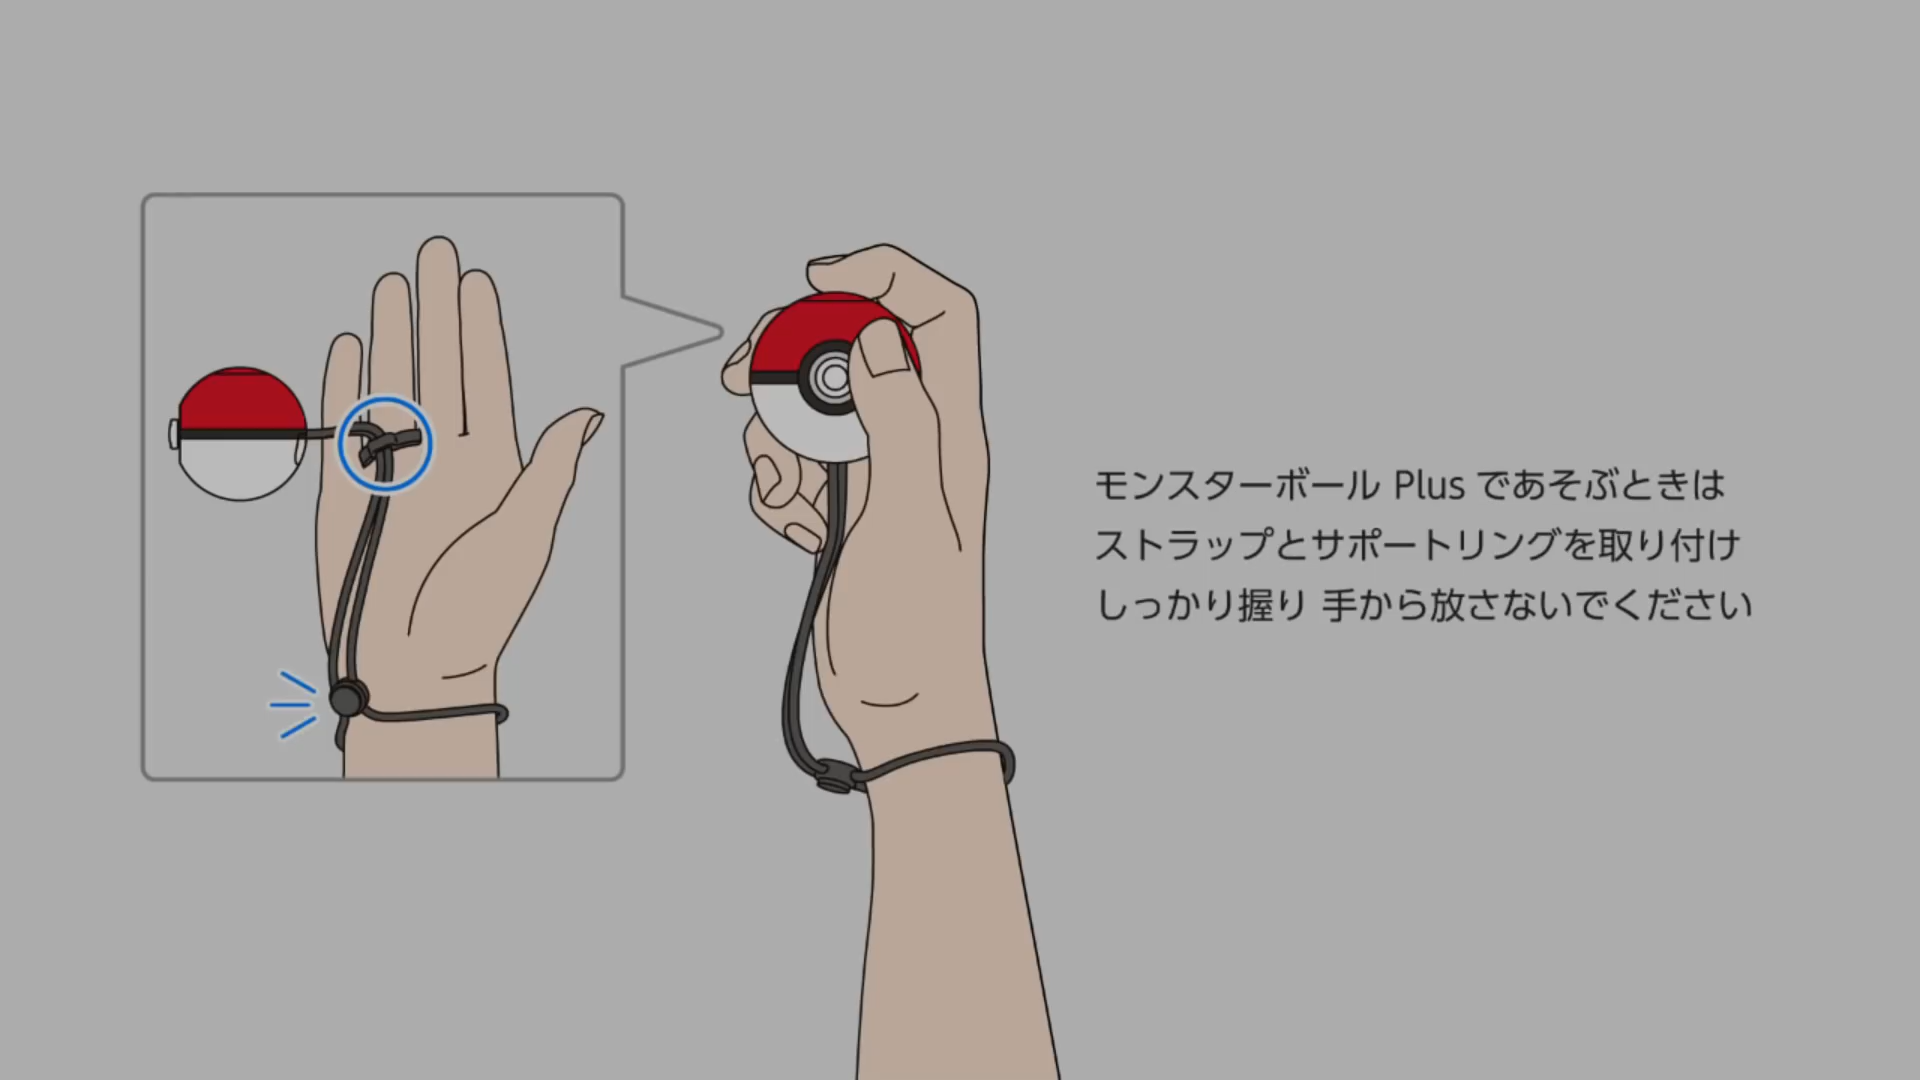 モンスターボール Plus であそぶときは
ストラップとサポートリングを取り付け
しっかり握り 手から放さないでください